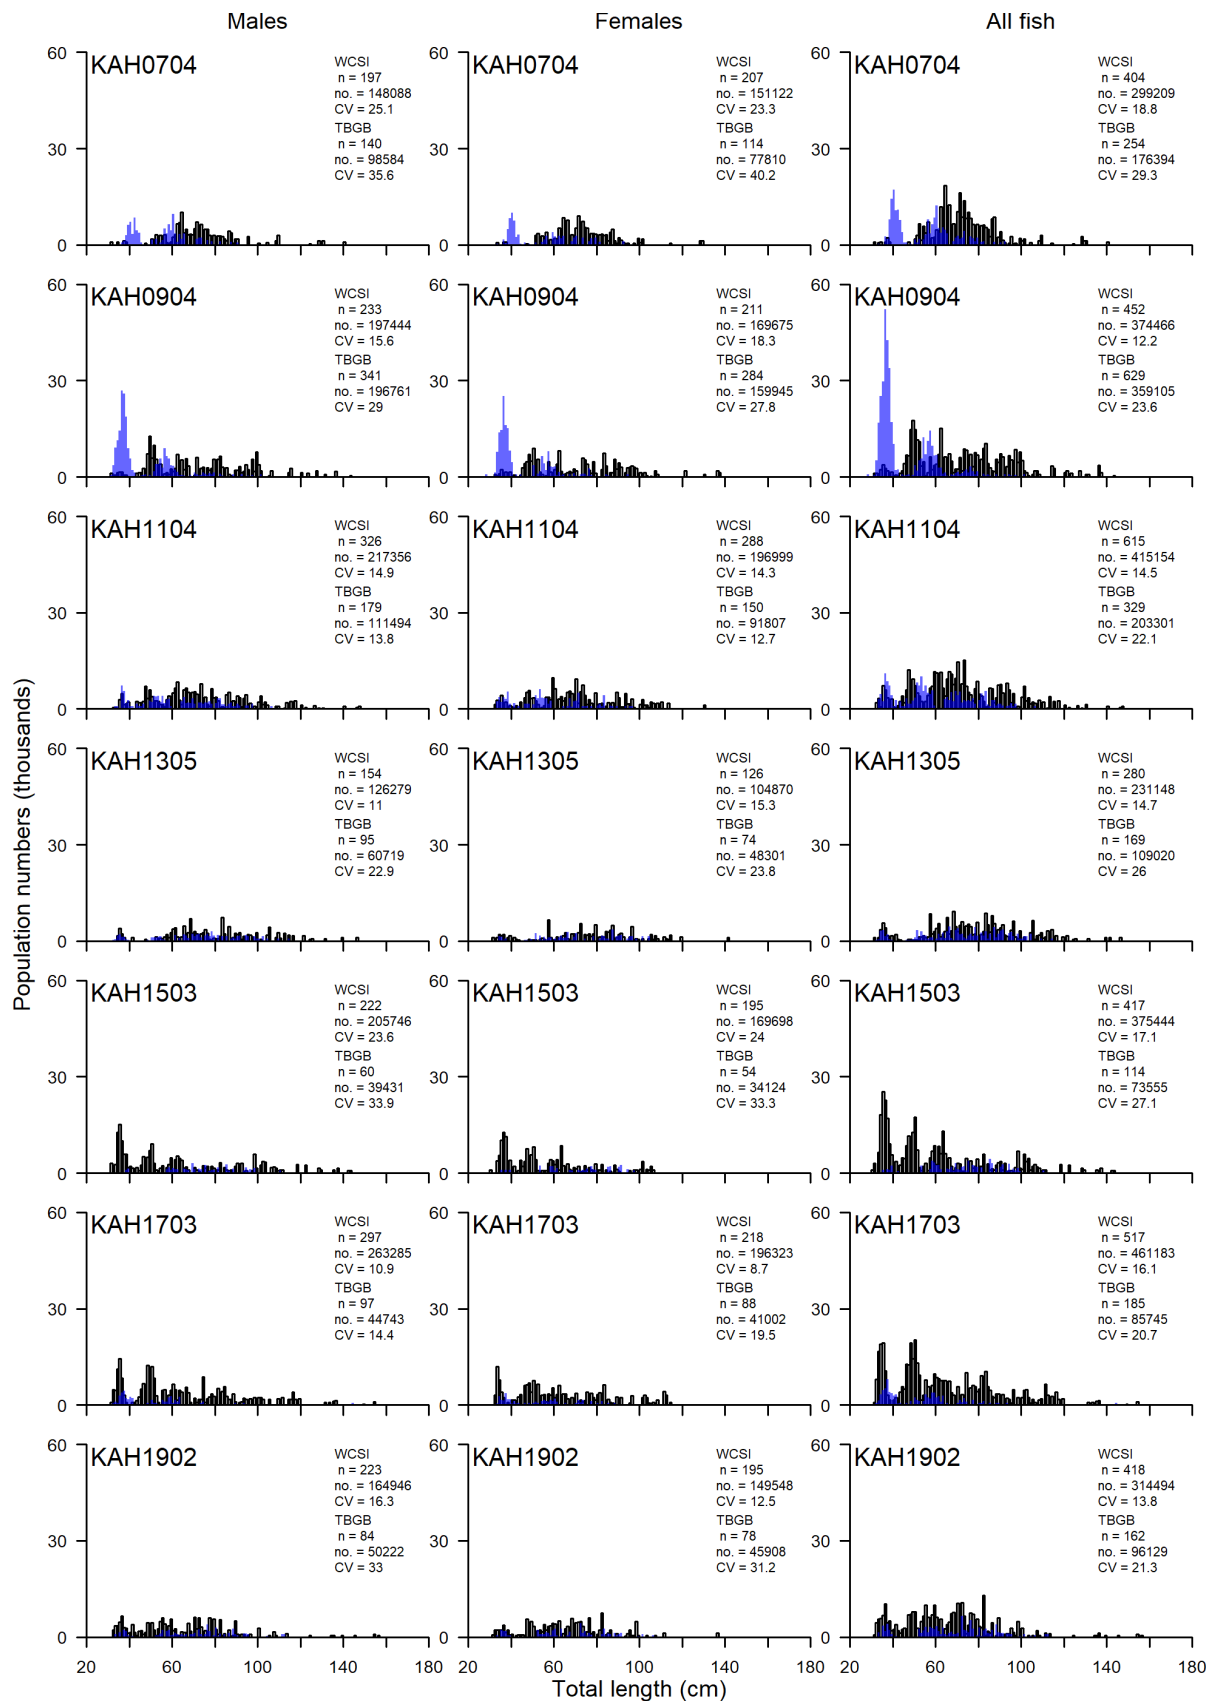 Males Females All fish
Population numbers (thousands)
60 KAH0704 WCSI 60 KAH0704 WCSI 60 KAH0704 WCSI
n = 197 n = 207 n = 404
no. = 148088 no. = 151122 no. = 299209
CV = 25.1 CV = 23.3 CV = 18.8
TBGB TBGB TBGB
30 n = 140 30 n = 114 30 n = 254
no. = 98584 no. = 77810 no. = 176394
CV = 35.6 CV = 40.2 CV = 29.3
0 0 0
60 KAH0904 WCSI 60 KAH0904 WCSI 60 KAH0904 WCSI
n = 233 n = 211 n = 452
no. = 197444 no. = 169675 no. = 374466
CV = 15.6 CV = 18.3 CV = 12.2
TBGB TBGB TBGB
30 n = 341 30 n = 284 30 n = 629
no. = 196761 no. = 159945 no. = 359105
CV = 29 CV = 27.8 CV = 23.6
0 0 0
60 KAH1104 WCSI 60 KAH1104 WCSI 60 KAH1104 WCSI
n = 326 n = 288 n = 615
no. = 217356 no. = 196999 no. = 415154
CV = 14.9 CV = 14.3 CV = 14.5
TBGB TBGB TBGB
30 n = 179 30 n = 150 30 n = 329
no. = 111494 no. = 91807 no. = 203301
CV = 13.8 CV = 12.7 CV = 22.1
0 0 0
60 KAH1305 WCSI 60 KAH1305 WCSI 60 KAH1305 WCSI
n = 154 n = 126 n = 280
no. = 126279 no. = 104870 no. = 231148
CV = 11 CV = 15.3 CV = 14.7
TBGB TBGB TBGB
30 n = 95 30 n = 74 30 n = 169
no. = 60719 no. = 48301 no. = 109020
CV = 22.9 CV = 23.8 CV = 26
0 0 0
60 KAH1503 WCSI 60 KAH1503 WCSI 60 KAH1503 WCSI
n = 222 n = 195 n = 417
no. = 205746 no. = 169698 no. = 375444
CV = 23.6 CV = 24 CV = 17.1
TBGB TBGB TBGB
30 n = 60 30 n = 54 30 n = 114
no. = 39431 no. = 34124 no. = 73555
CV = 33.9 CV = 33.3 CV = 27.1
0 0 0
60 KAH1703 WCSI 60 KAH1703 WCSI 60 KAH1703 WCSI
n = 297 n = 218 n = 517
no. = 263285 no. = 196323 no. = 461183
CV = 10.9 CV = 8.7 CV = 16.1
TBGB TBGB TBGB
30 n = 97 30 n = 88 30 n = 185
no. = 44743 no. = 41002 no. = 85745
CV = 14.4 CV = 19.5 CV = 20.7
0 0 0
60 KAH1902 WCSI 60 KAH1902 WCSI 60 KAH1902 WCSI
n = 223 n = 195 n = 418
no. = 164946 no. = 149548 no. = 314494
CV = 16.3 CV = 12.5 CV = 13.8
TBGB TBGB TBGB
30 n = 84 30 n = 78 30 n = 162
no. = 50222 no. = 45908 no. = 96129
CV = 33 CV = 31.2 CV = 21.3
0 0 0
20 60 100 140 180 20 60 100 140 180 20 60 100 140 180
Total length (cm)